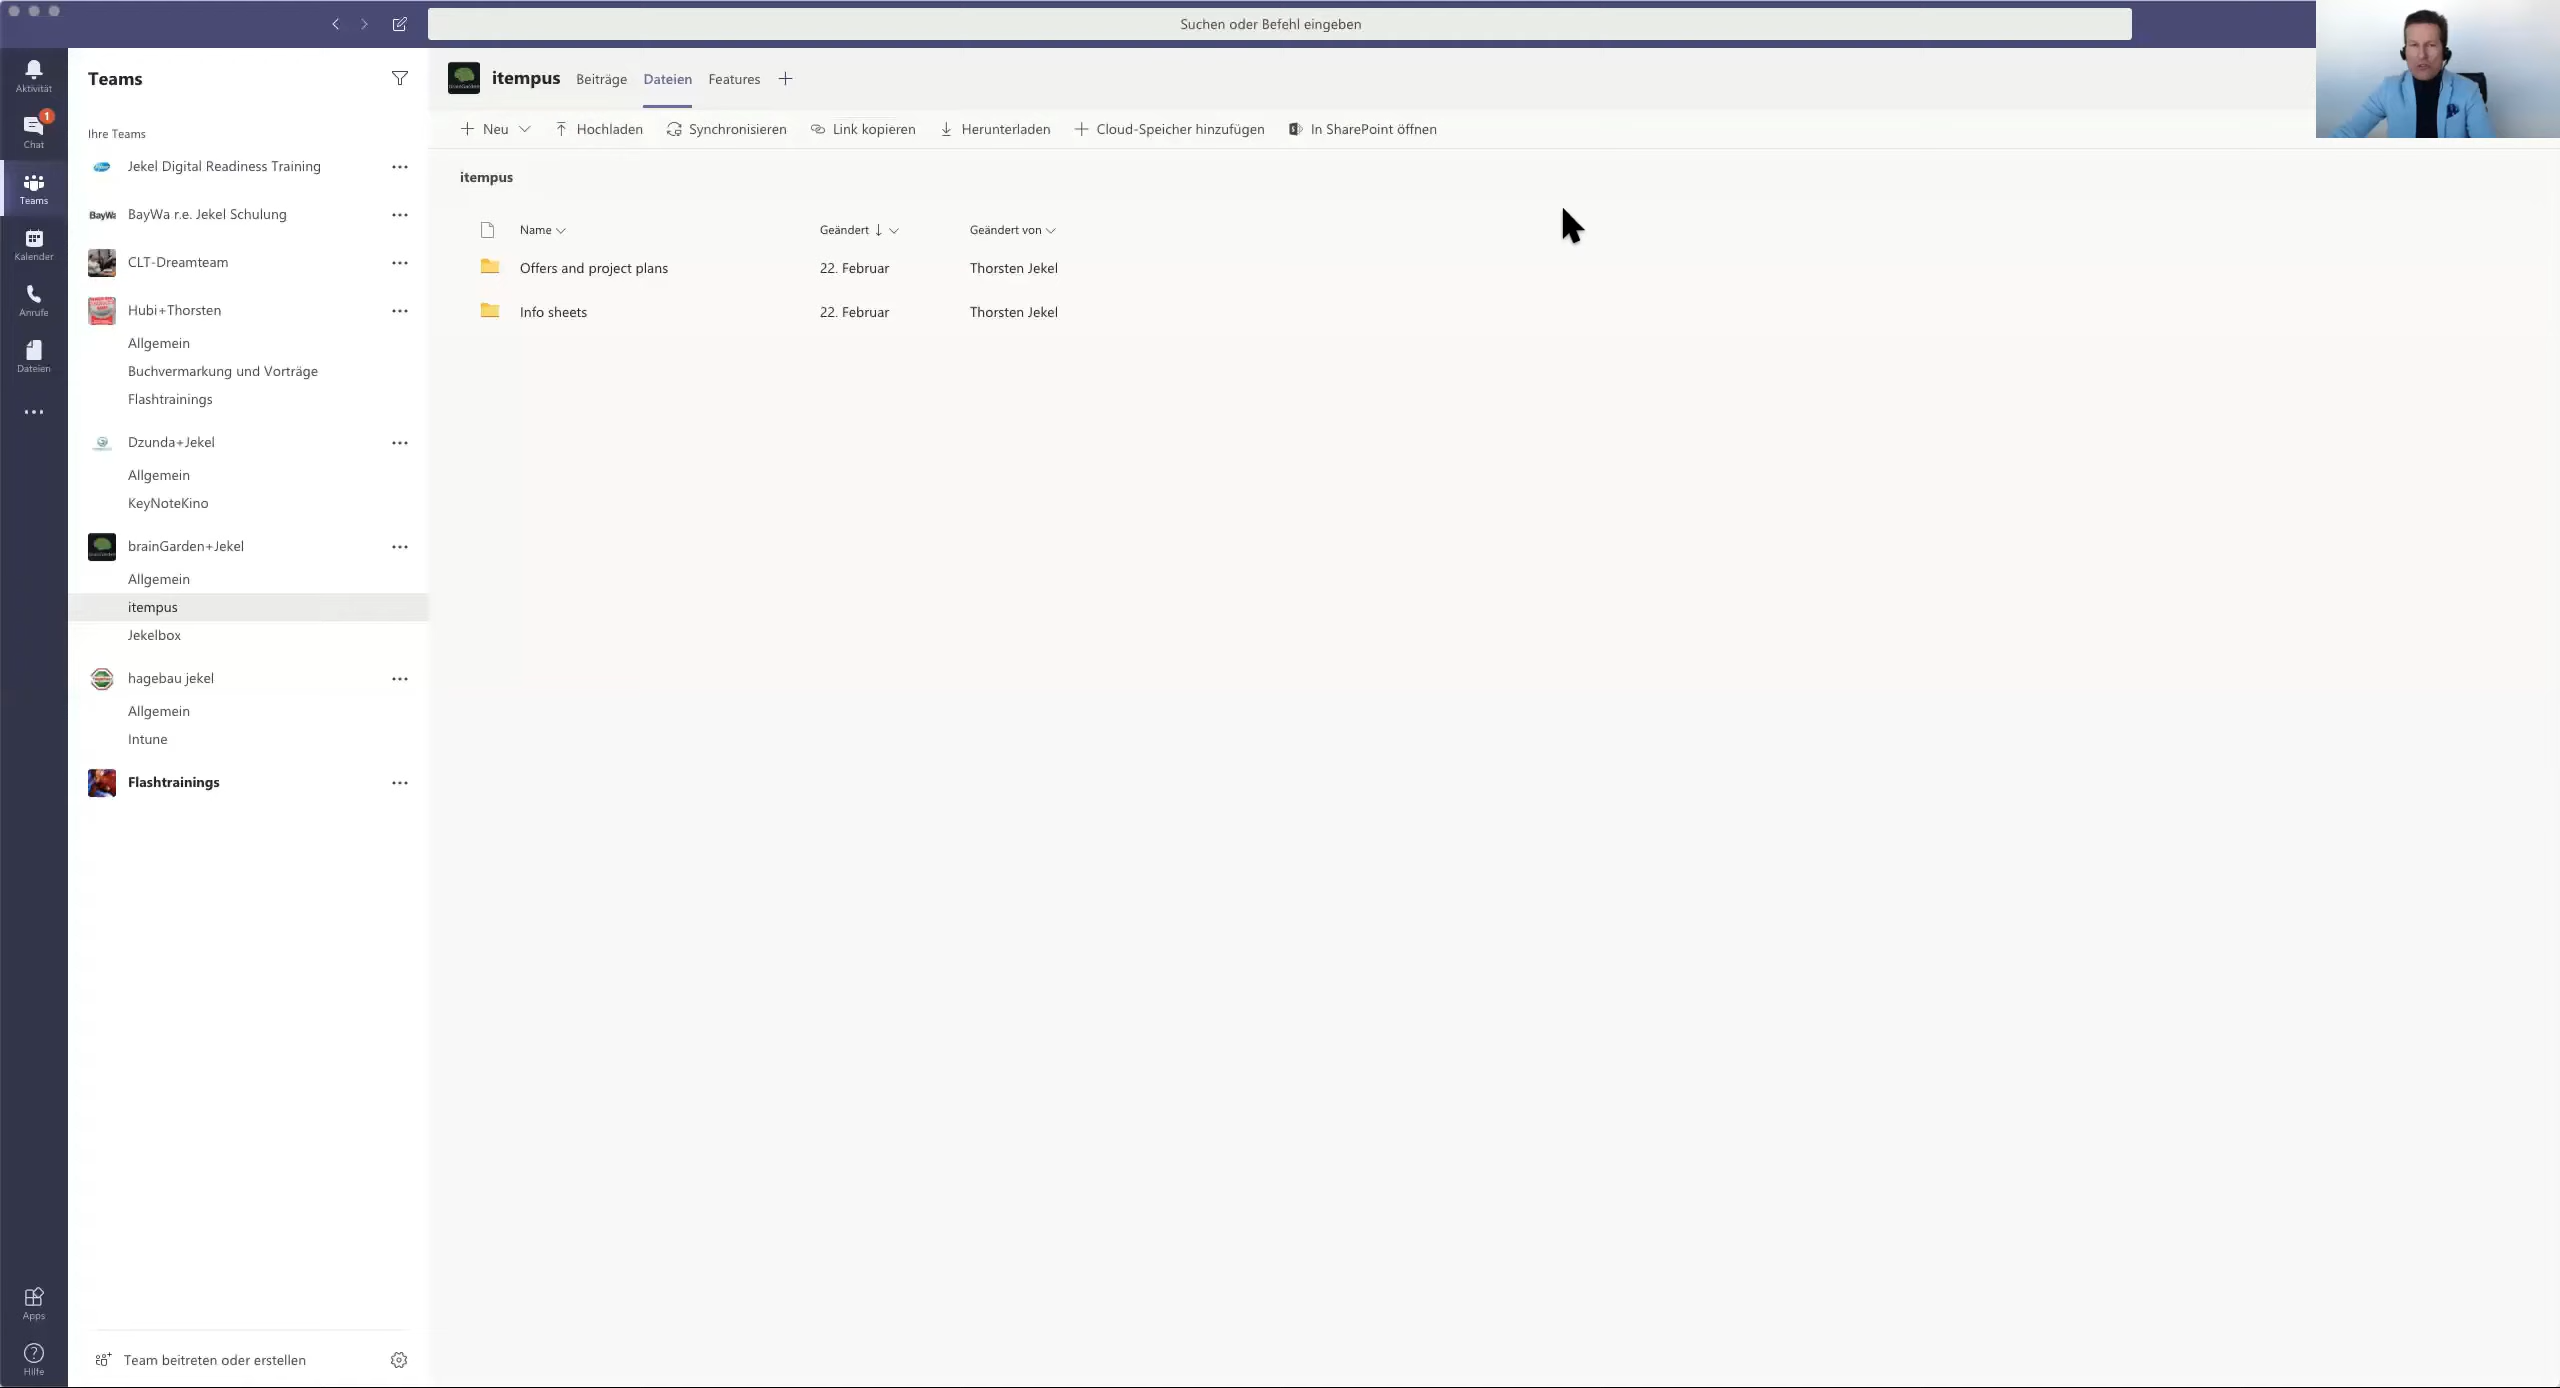 Suchen oder Befehl eingeben
Aktivität
1
Chat
Teams
Kalender
Anrufe
Dateien
Apps
Hilfe
Teams
Ihre Teams
Jekel Digital Readiness Training
BayWa
BayWa r.e. Jekel Schulung
CLT-Dreamteam
Hubi+Thorsten
Allgemein
Buchvermarkung und Vorträge
Flashtrainings
Dzunda+Jekel
Allgemein
KeyNoteKino
brainGarden+Jekel
Allgemein
itempus
Jekelbox
hagebau jekel
Allgemein
Intune
Flashtrainings
Team beitreten oder erstellen
itempus Beiträge Dateien Features
Neu Hochladen Synchronisieren Link kopieren Herunterladen Cloud-Speicher hinzufügen In SharePoint öffnen
itempus
Name Geändert Geändert von
Offers and project plans 22. Februar Thorsten Jekel
Info sheets 22. Februar Thorsten Jekel